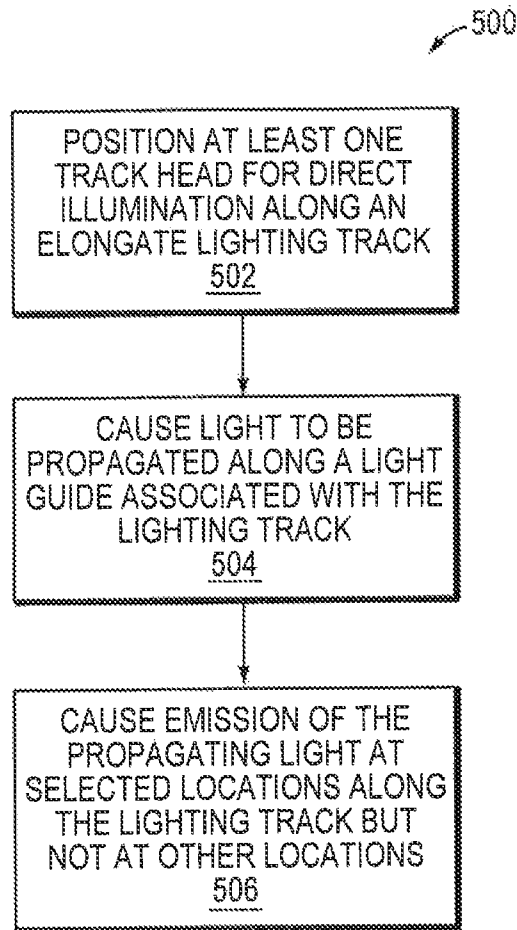 500
POSITION AT LEAST ONE
TRACK HEAD FOR DIRECT
ILLUMINATION ALONG AN
ELONGATE LIGHTING TRACK
502
CAUSE LIGHT TO BE
PROPAGATED ALONG A LIGHT
GUIDE ASSOCIATED WITH THE
LIGHTING TRACK
504
CAUSE EMISSION OF THE
PROPAGATING LIGHT AT
SELECTED LOCATIONS ALONG
THE LIGHTING TRACK BUT
NOT AT OTHER LOCATIONS
506